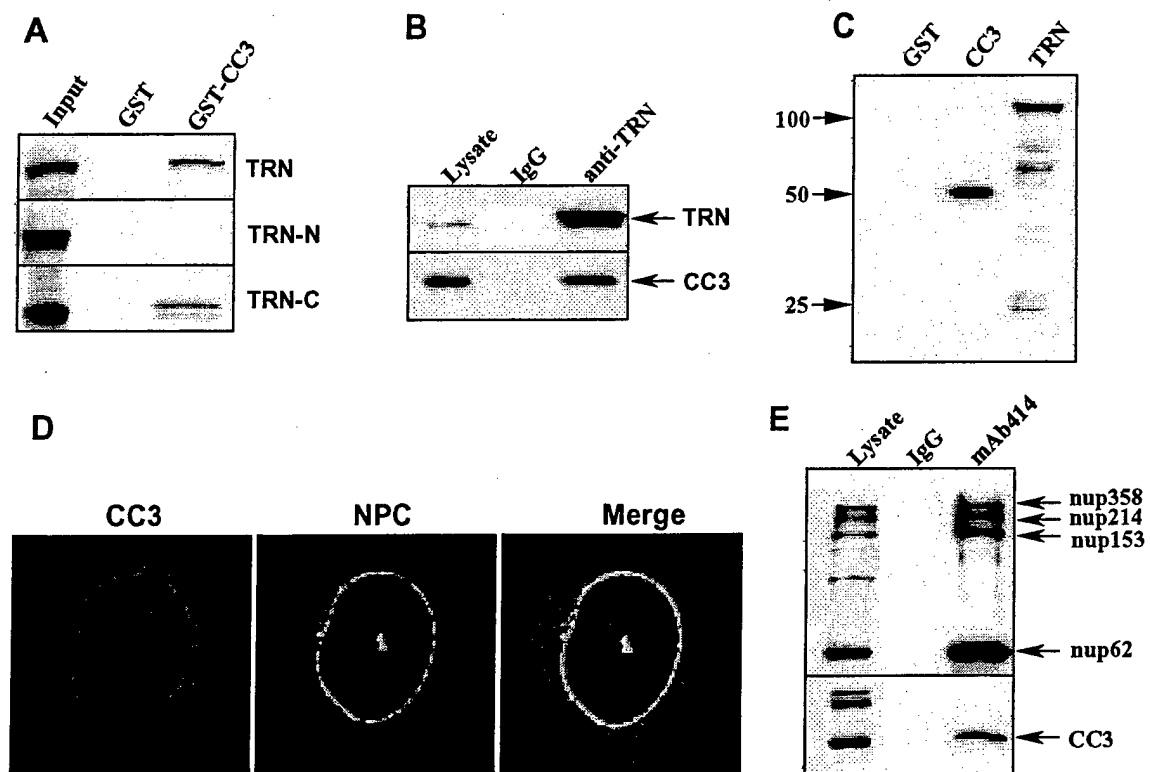 A
Input
GST
GST-CC3
TRN
TRN-N
TRN-C
B
Lysate
IgG
anti-TRN
TRN
CC3
C
GST
CC3
TRN
100
50
25
D
CC3
NPC
Merge
E
Lysate
IgG
mAb414
nup358
nup214
nup153
nup62
CC3